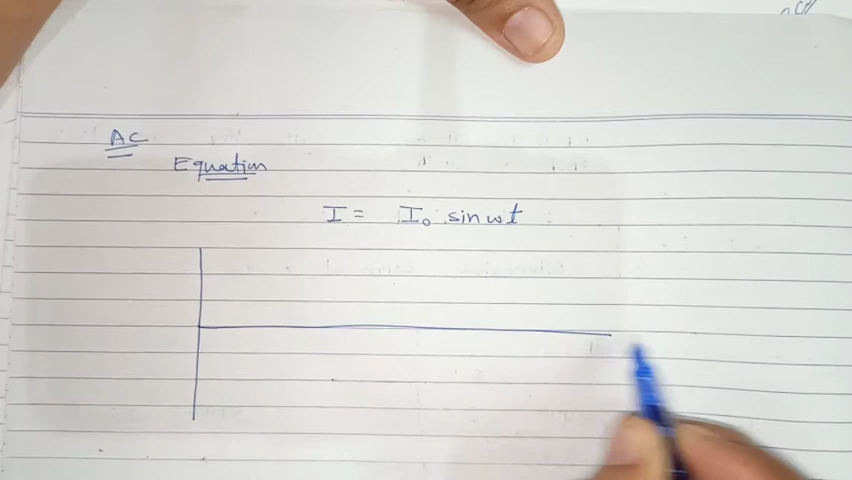 AC
Equation
I = I₀ sin ωt